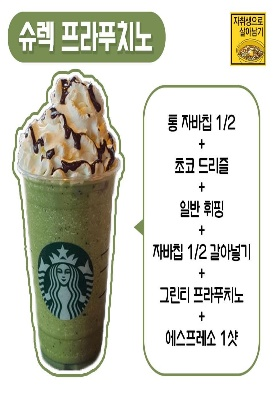 슈렉 프라푸치노
자취생으로
살아남기
통 자바칩 1/2
+
초코 드리즐
+
일반 휘핑
+
자바칩 1/2 갈아넣기
+
그린티 프라푸치노
+
에스프레소 1샷